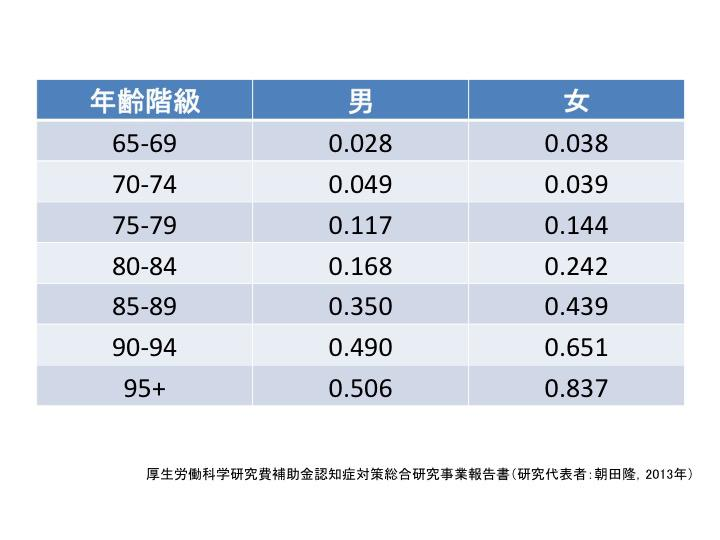 年齢階級 男 女
65-69 0.028 0.038
70-74 0.049 0.039
75-79 0.117 0.144
80-84 0.168 0.242
85-89 0.350 0.439
90-94 0.490 0.651
95+ 0.506 0.837
厚生労働科学研究費補助金認知症対策総合研究事業報告書（研究代表者：朝田隆，2013年）